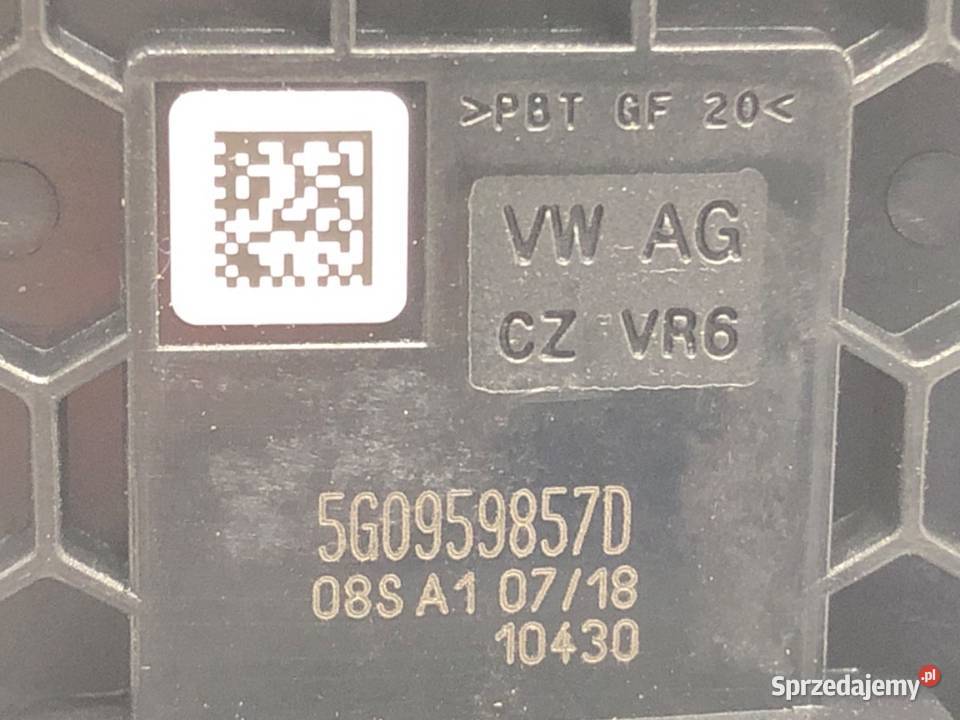 >PBT GF 20<
VW AG
CZ VR6
5G0959857D
08S A1 07/18
10430
Sprzedajemy.pl